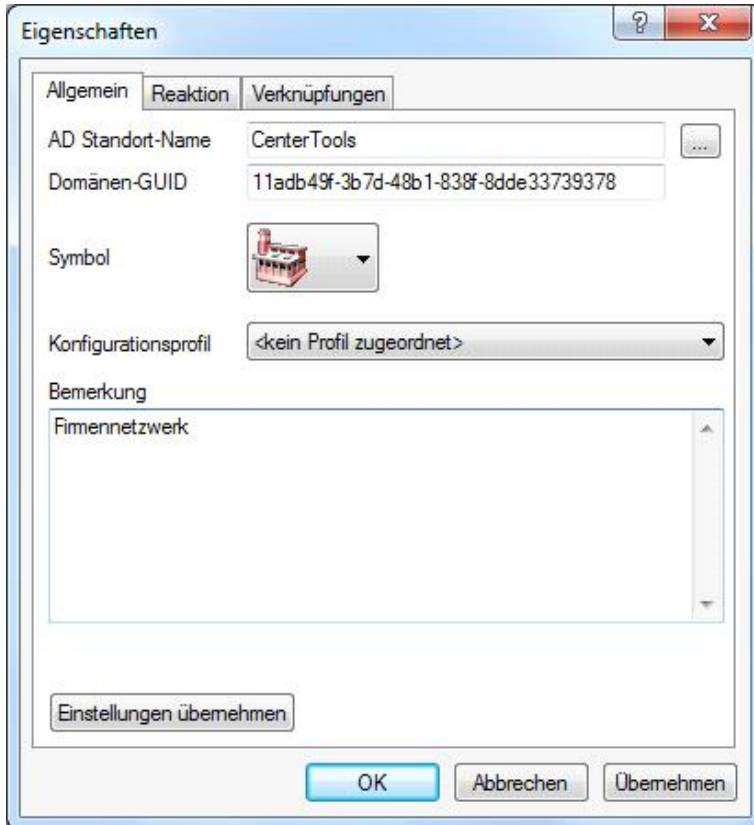 Eigenschaften
Allgemein Reaktion Verknüpfungen
AD Standort-Name CenterTools ...
Domänen-GUID 11adb49f-3b7d-48b1-838f-8dde33739378
Symbol
Konfigurationsprofil <kein Profil zugeordnet>
Bemerkung
Firmennetzwerk
Einstellungen übernehmen
OK Abbrechen Übernehmen